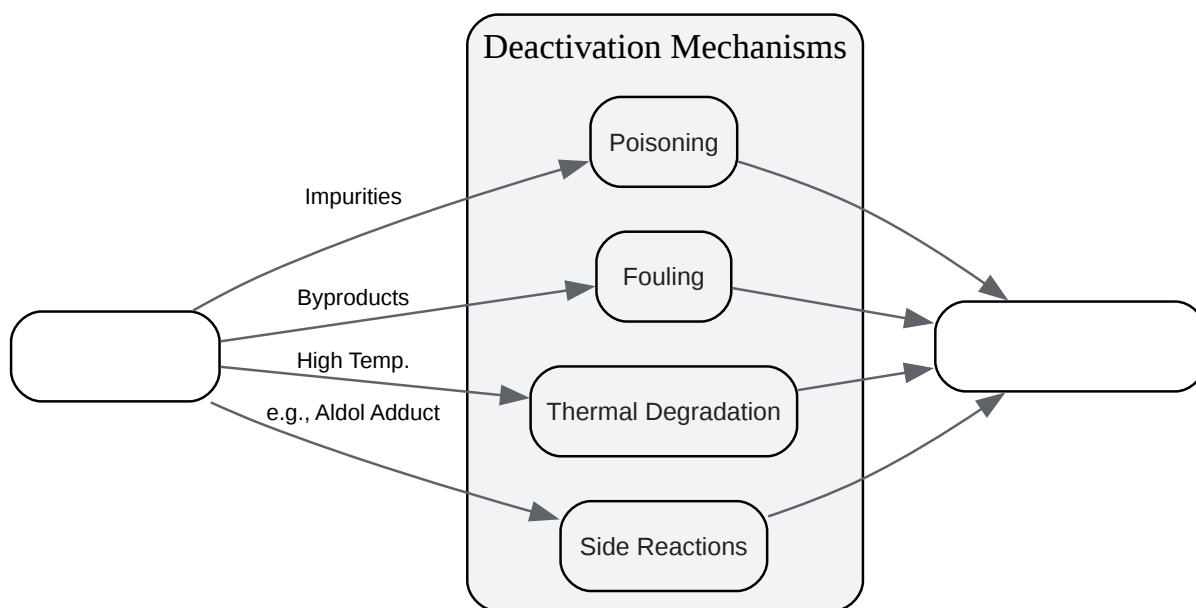 Deactivation Mechanisms
Poisoning
Impurities
Fouling
Byproducts
High Temp.
e.g., Aldol Adduct
Thermal Degradation
Side Reactions